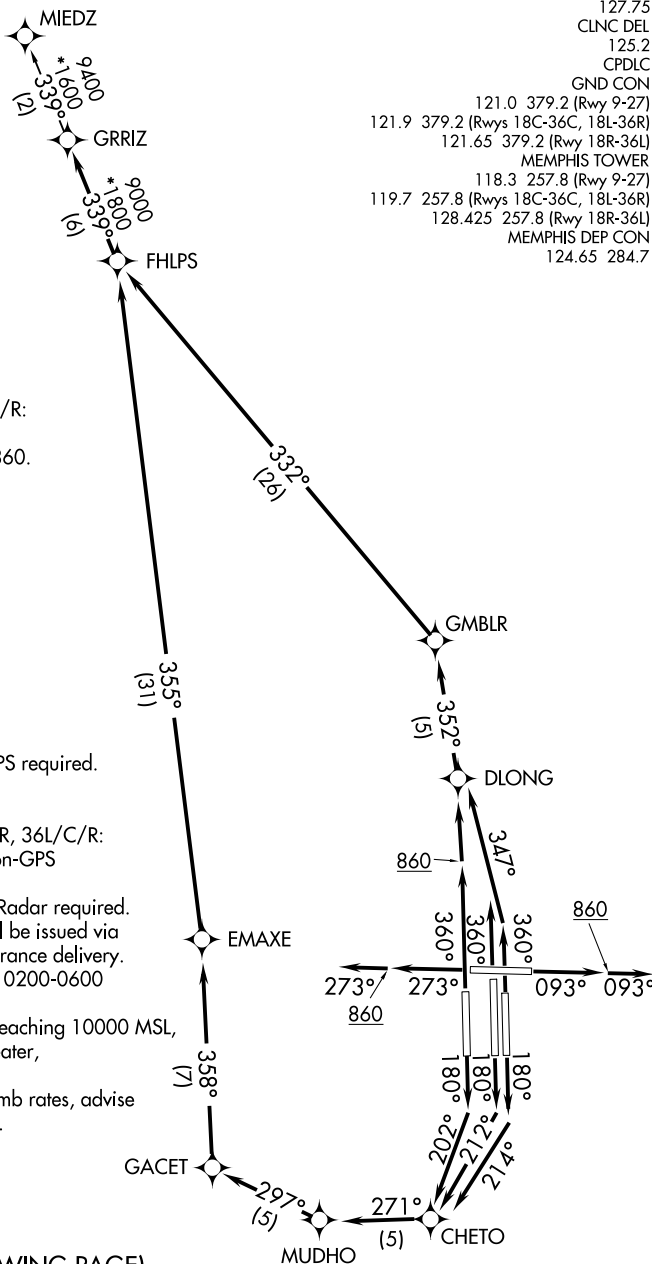 127.75
CLNC DEL
125.2
CPDLC
GND CON
121.0 379.2 (Rwy 9-27)
121.9 379.2 (Rwys 18C-36C, 18L-36R)
121.65 379.2 (Rwy 18R-36L)
MEMPHIS TOWER
118.3 257.8 (Rwy 9-27)
119.7 257.8 (Rwys 18C-36C, 18L-36R)
128.425 257.8 (Rwy 18R-36L)
MEMPHIS DEP CON
124.65 284.7
MIEDZ
9400
*1600
339°
(2)
GRRIZ
9000
*1800
339°
(6)
FHLPS
/R:
360.
332°
(26)
GMBLR
355°
(31)
352°
(5)
PS required.
DLONG
R, 36L/C/R:
on-GPS
347°
860
Radar required.
l be issued via
arance delivery.
0200-0600
860
EMAXE
360°
360°
360°
273°
273°
093°
093°
860
eaching 10000 MSL,
eater,
mb rates, advise
.
358°
(7)
180°
180°
180°
202°
212°
214°
GACET
297°
(5)
271°
(5)
CHETO
MUDHO
WING PAGE)